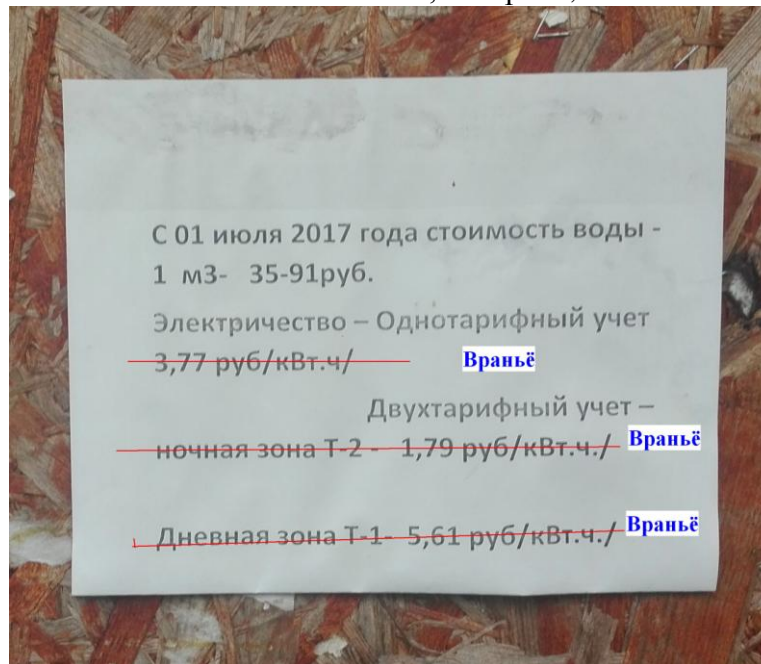 С 01 июля 2017 года стоимость воды -
1 м3- 35-91руб.
Электричество – Однотарифный учет
3,77 руб/кВт.ч/ Враньё
Двухтарифный учет –
ночная зона Т-2 - 1,79 руб/кВт.ч./ Враньё
Дневная зона Т-1- 5,61 руб/кВт.ч./ Враньё